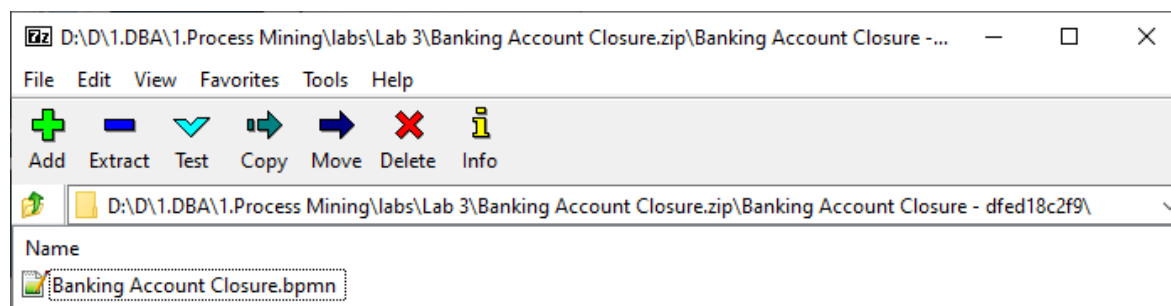 7z D:\D\1.DBA\1.Process Mining\labs\Lab 3\Banking Account Closure.zip\Banking Account Closure -...
File Edit View Favorites Tools Help
Add Extract Test Copy Move Delete Info
D:\D\1.DBA\1.Process Mining\labs\Lab 3\Banking Account Closure.zip\Banking Account Closure - dfed18c2f9\
Name
Banking Account Closure.bpmn